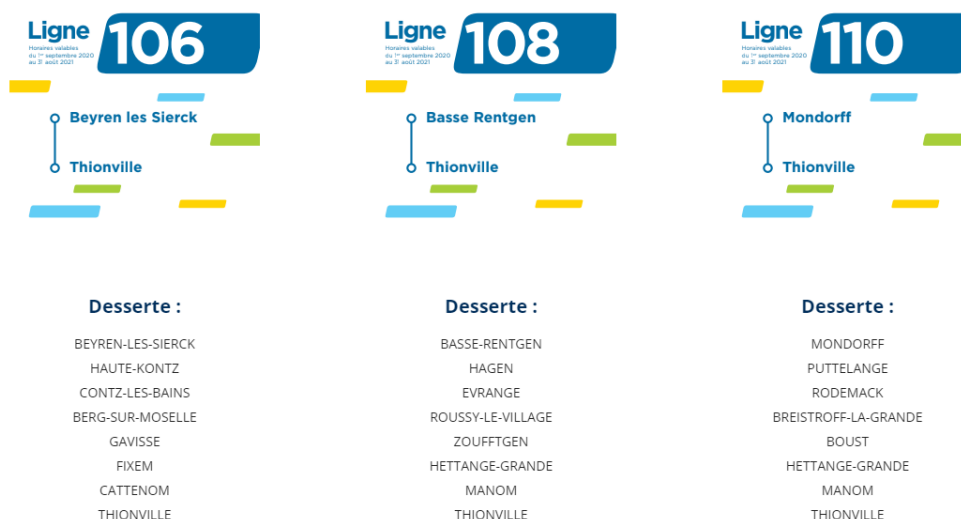 Ligne 106
Horaires valables
du 1er septembre 2020
au 31 août 2021
Beyren les Sierck
Thionville
Desserte :
BEYREN-LES-SIERCK
HAUTE-KONTZ
CONTZ-LES-BAINS
BERG-SUR-MOSELLE
GAVISSE
FIXEM
CATTENOM
THIONVILLE
Ligne 108
Horaires valables
du 1er septembre 2020
au 31 août 2021
Basse Rentgen
Thionville
Desserte :
BASSE-RENTGEN
HAGEN
EVRANGE
ROUSSY-LE-VILLAGE
ZOUFFTGEN
HETTANGE-GRANDE
MANOM
THIONVILLE
Ligne 110
Horaires valables
du 1er septembre 2020
au 31 août 2021
Mondorff
Thionville
Desserte :
MONDORFF
PUTTELANGE
RODEMACK
BREISTROFF-LA-GRANDE
BOUST
HETTANGE-GRANDE
MANOM
THIONVILLE